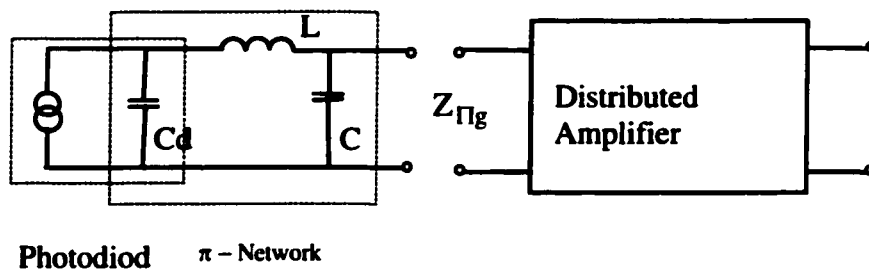 L
Cd
C
Z_Πg
Distributed
Amplifier
Photodiod
π – Network